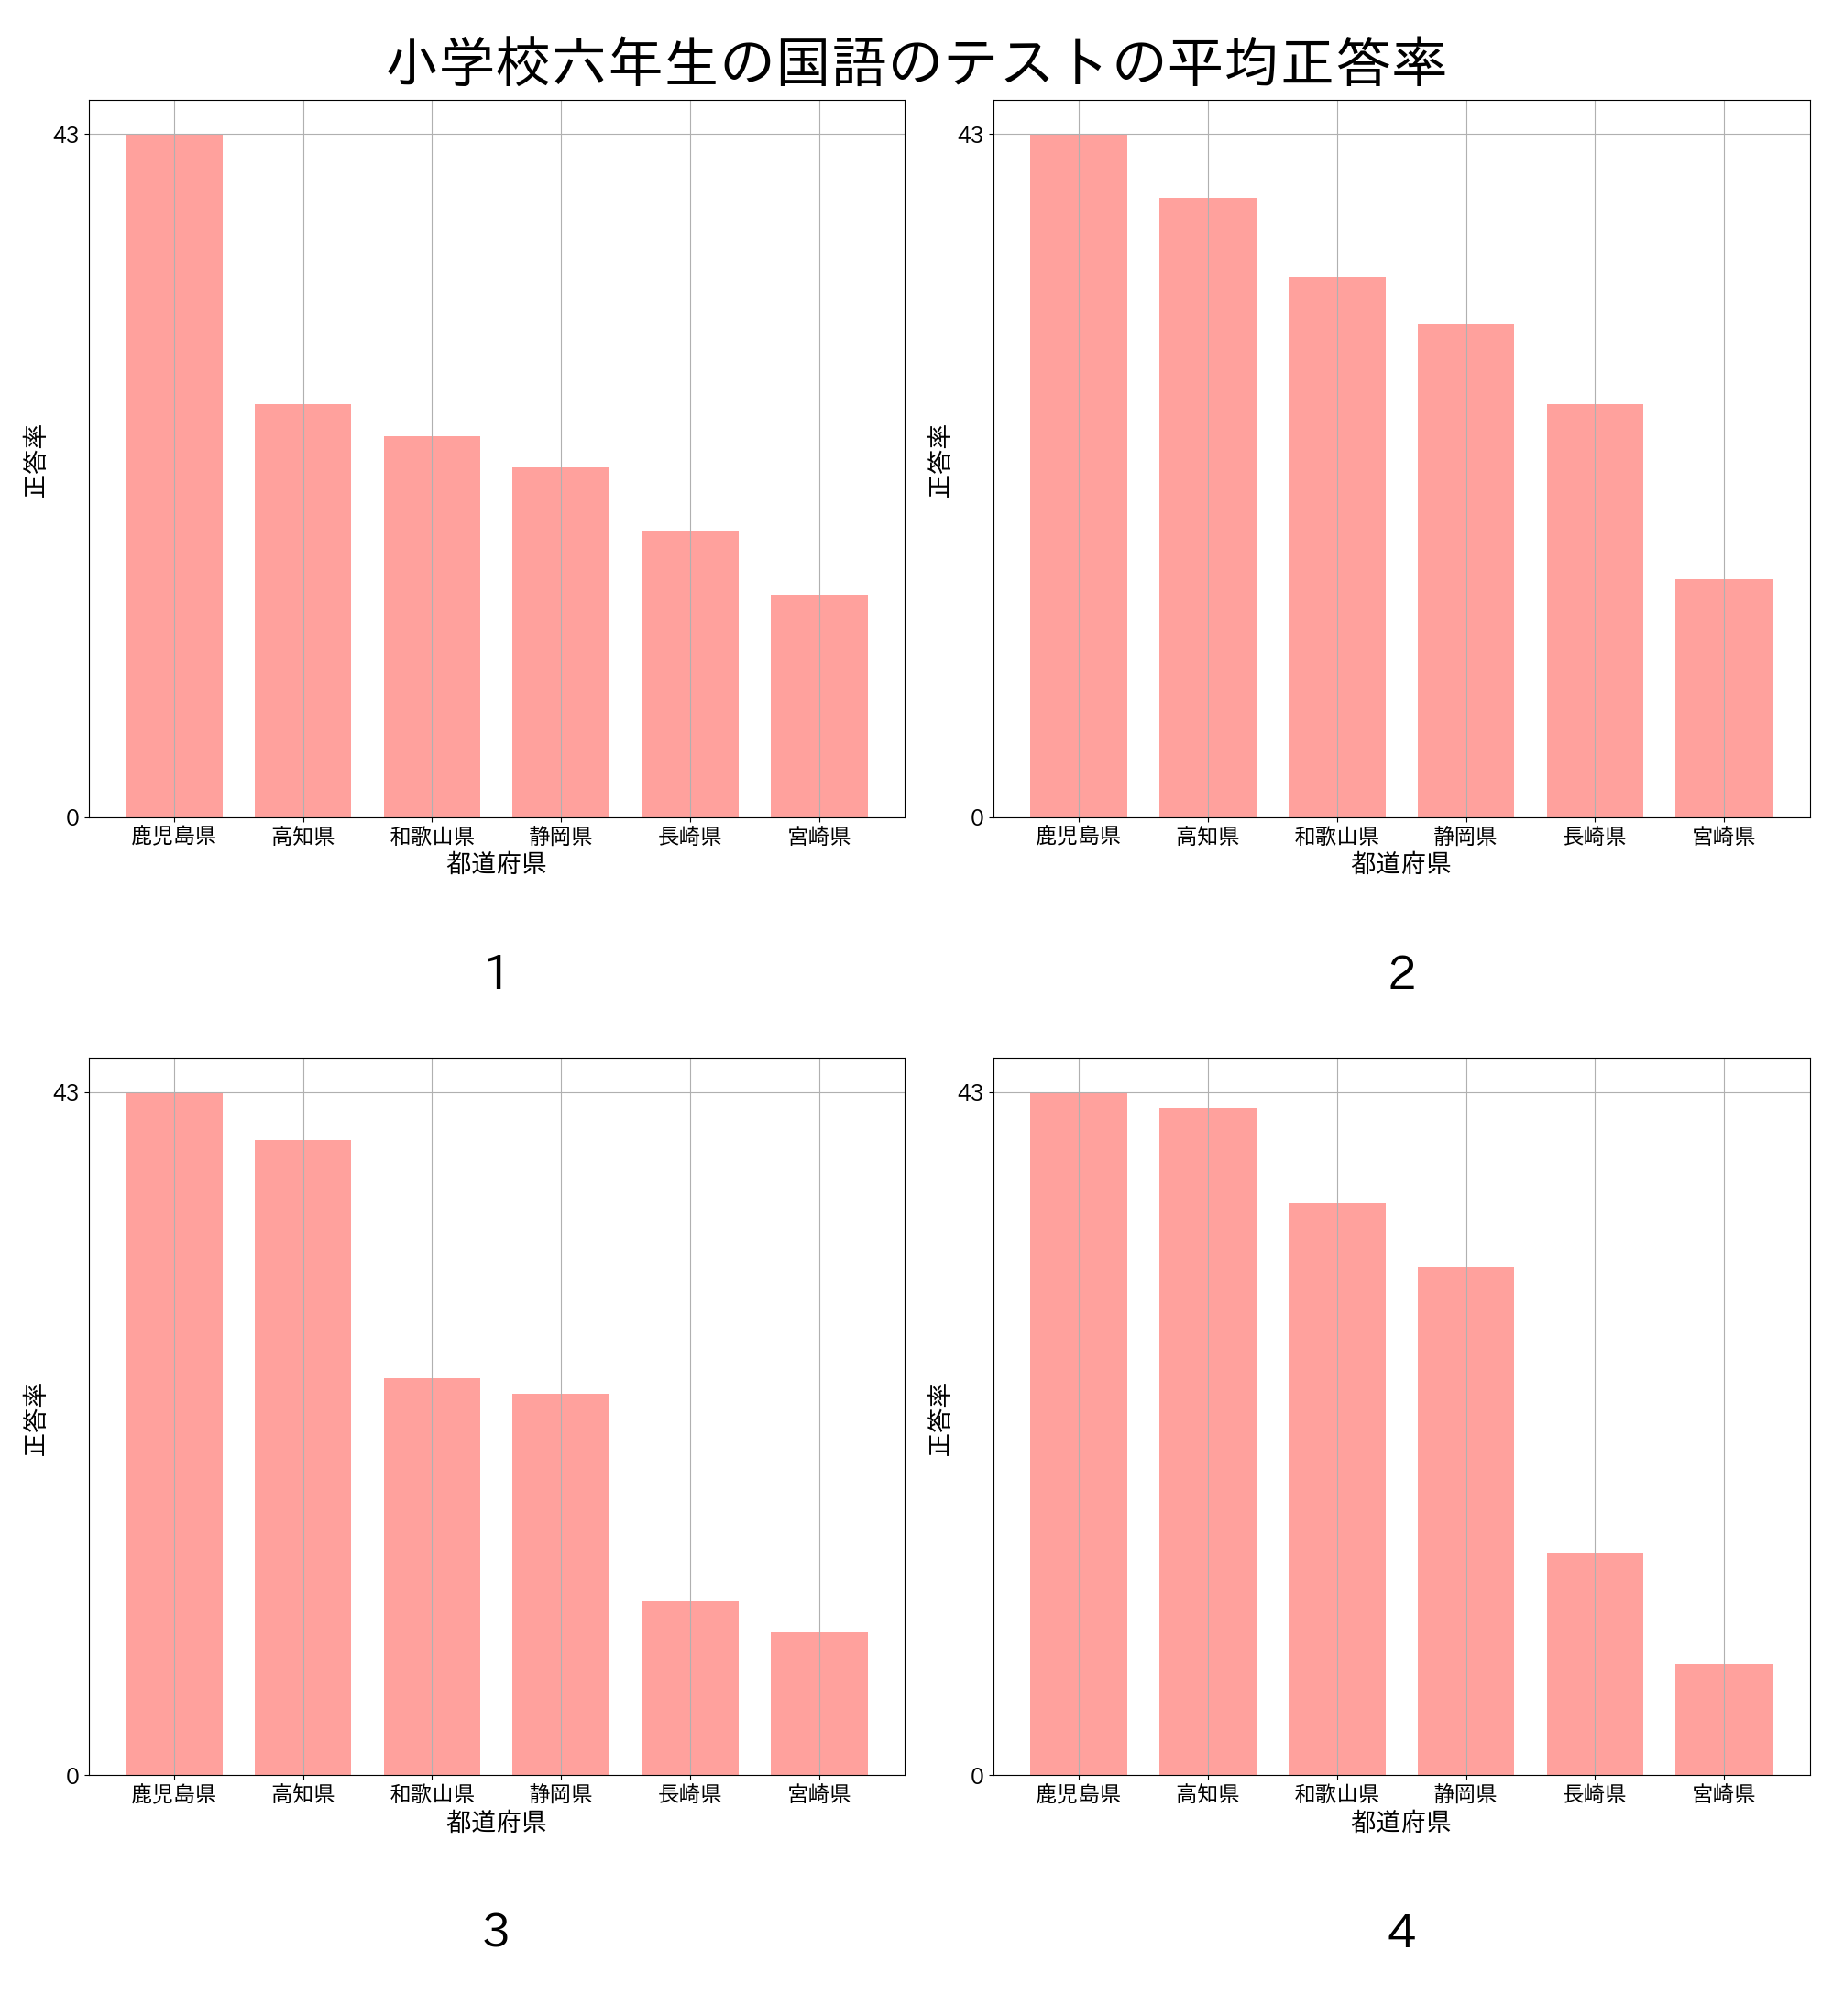 小学校六年生の国語のテストの平均正答率
43
0
正答率
鹿児島県 高知県 和歌山県 静岡県 長崎県 宮崎県
都道府県
1
43
0
正答率
鹿児島県 高知県 和歌山県 静岡県 長崎県 宮崎県
都道府県
2
43
0
正答率
鹿児島県 高知県 和歌山県 静岡県 長崎県 宮崎県
都道府県
3
43
0
正答率
鹿児島県 高知県 和歌山県 静岡県 長崎県 宮崎県
都道府県
4